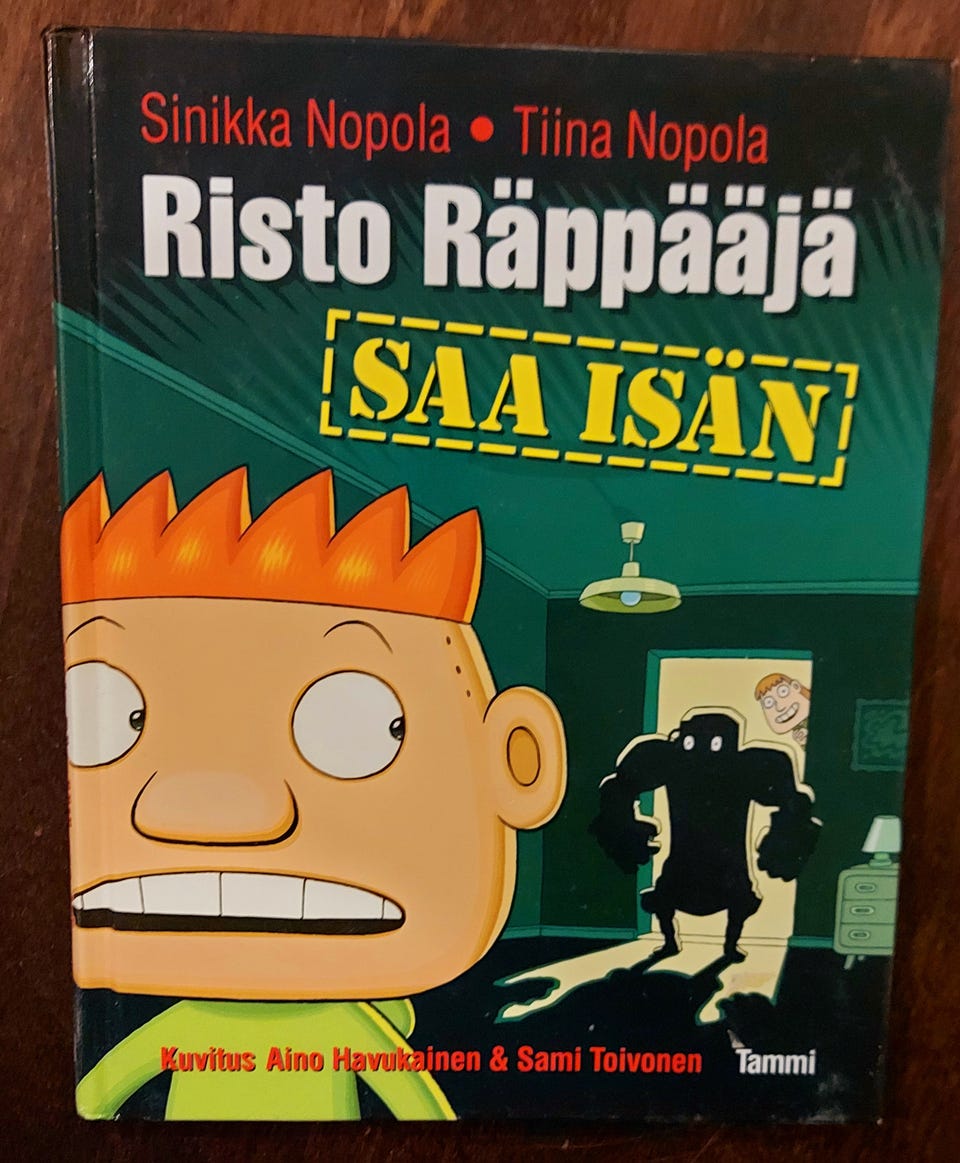 Sinikka Nopola • Tiina Nopola
Risto Räppääjä
SAA ISÄN
Kuvitus Aino Havukainen & Sami Toivonen Tammi